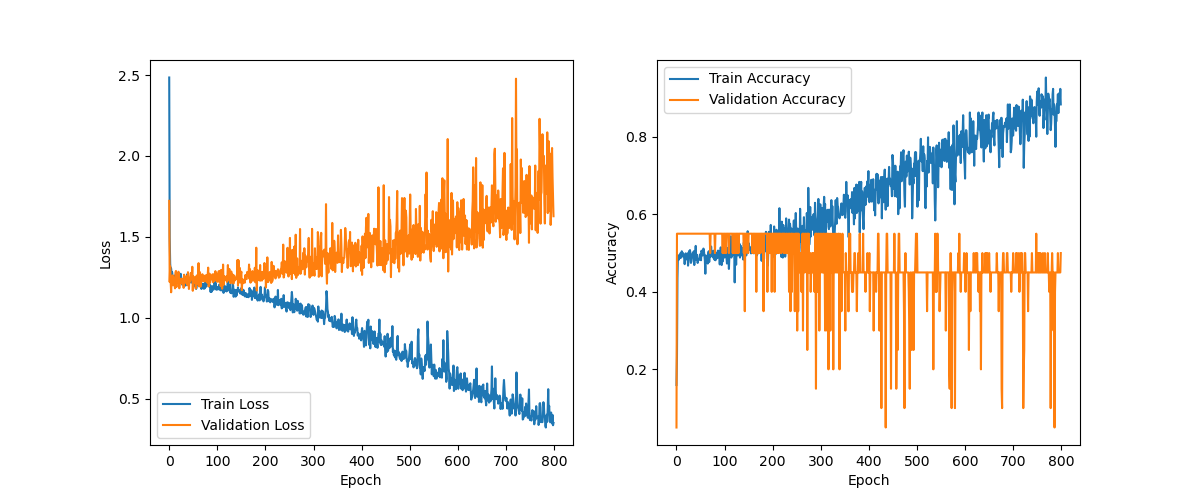 2.5
2.0
1.5
1.0
0.5
Loss
Train Loss
Validation Loss
0 100 200 300 400 500 600 700 800
Epoch
Train Accuracy
Validation Accuracy
0.8
0.6
0.4
0.2
Accuracy
0 100 200 300 400 500 600 700 800
Epoch